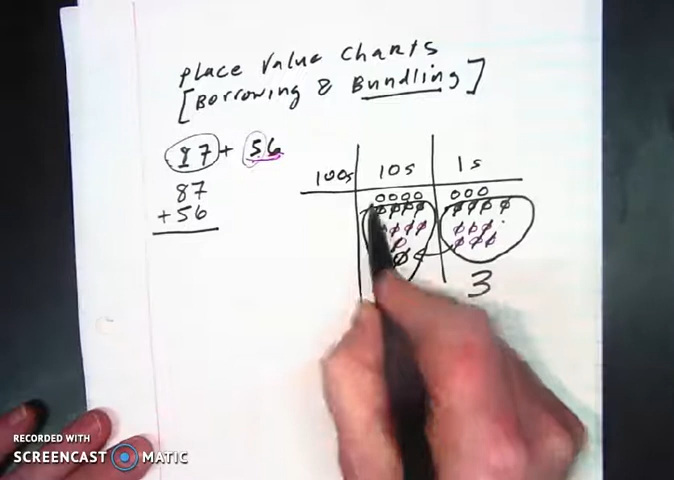 Place Value Charts
[Borrowing & Bundling]
87 + 56
100s 10s 1s
87
+ 56
3
RECORDED WITH
SCREENCAST MATIC